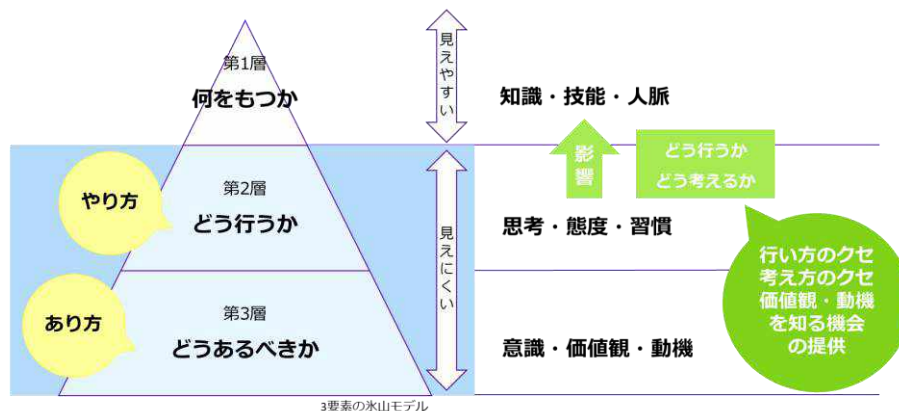 第1層
何をもつか
やり方
第2層
どう行うか
あり方
第3層
どうあるべきか
3要素の氷山モデル
見えやすい
見えにくい
知識・技能・人脈
影響
どう行うか
どう考えるか
思考・態度・習慣
行い方のクセ
考え方のクセ
価値観・動機
を知る機会
の提供
意識・価値観・動機